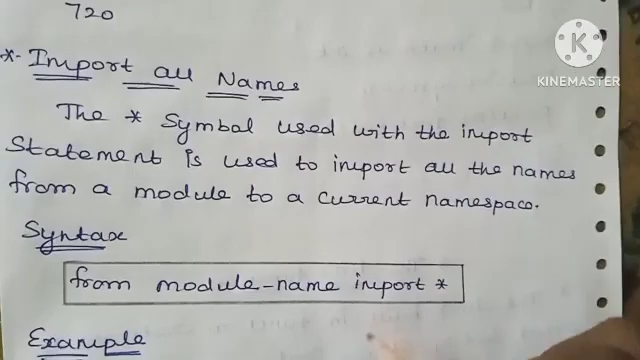 720
*- Import all Names
KINEMASTER
The * Symbol used with the import
Statement is used to import all the names
from a module to a current namespace.
Syntax
from module-name import *
Example